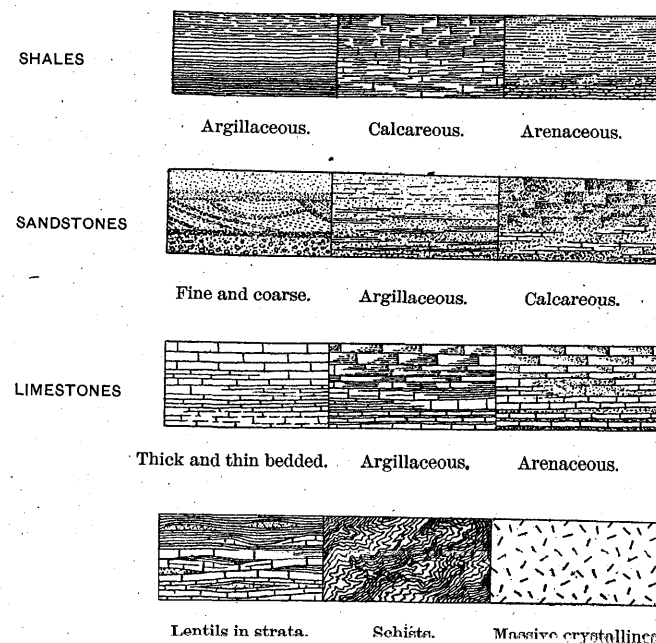 SHALES
Argillaceous. Calcareous. Arenaceous.
SANDSTONES
Fine and coarse. Argillaceous. Calcareous.
LIMESTONES
Thick and thin bedded. Argillaceous. Arenaceous.
Lentils in strata. Schists. Massive crystalline